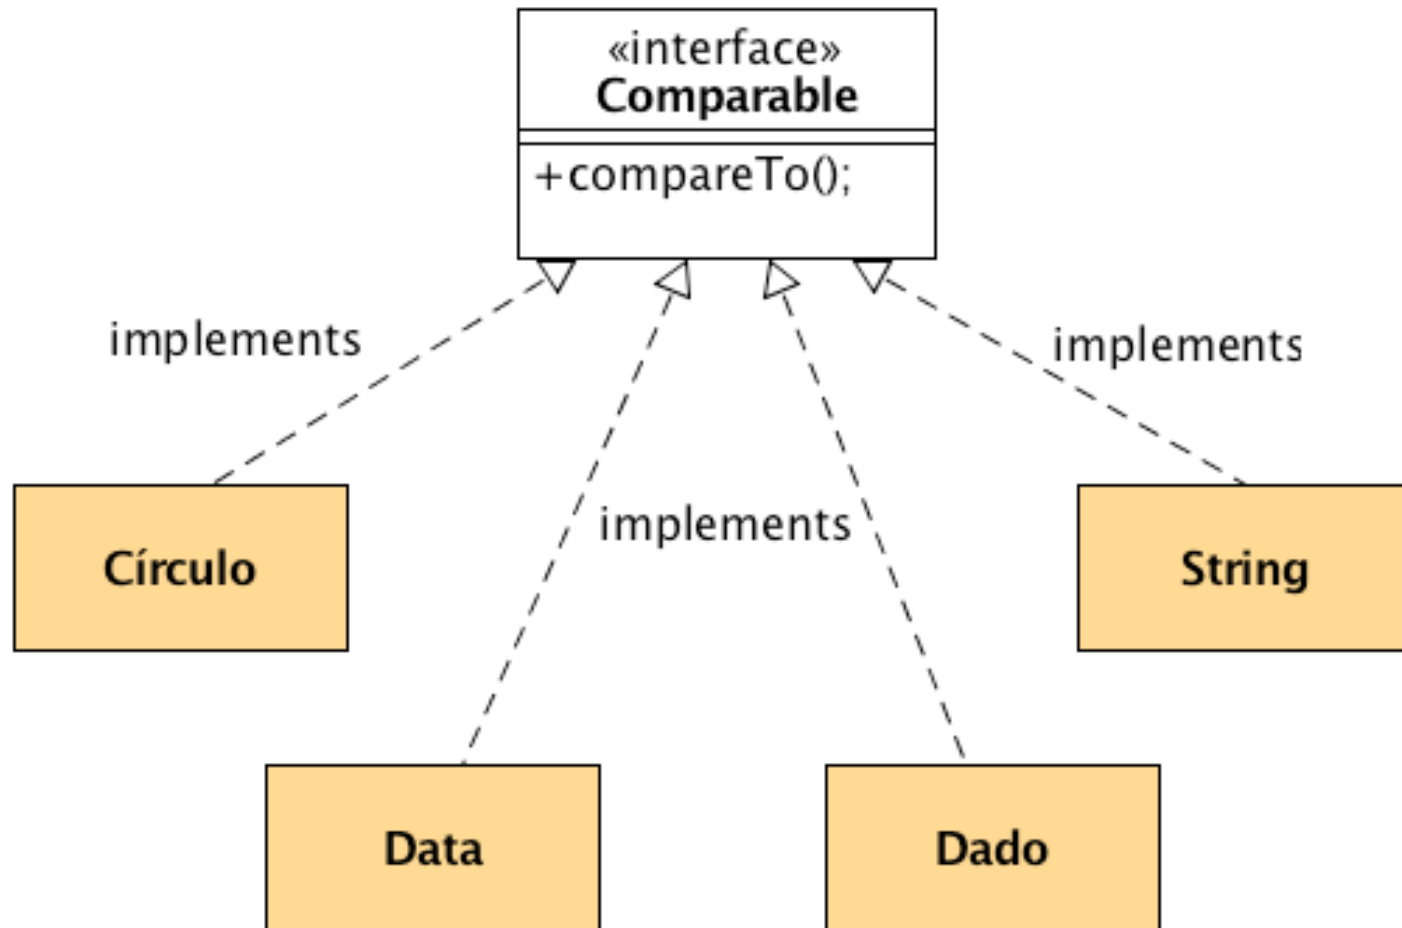 «interface»
Comparable
+compareTo();
implements
implements
implements
Círculo
String
Data
Dado